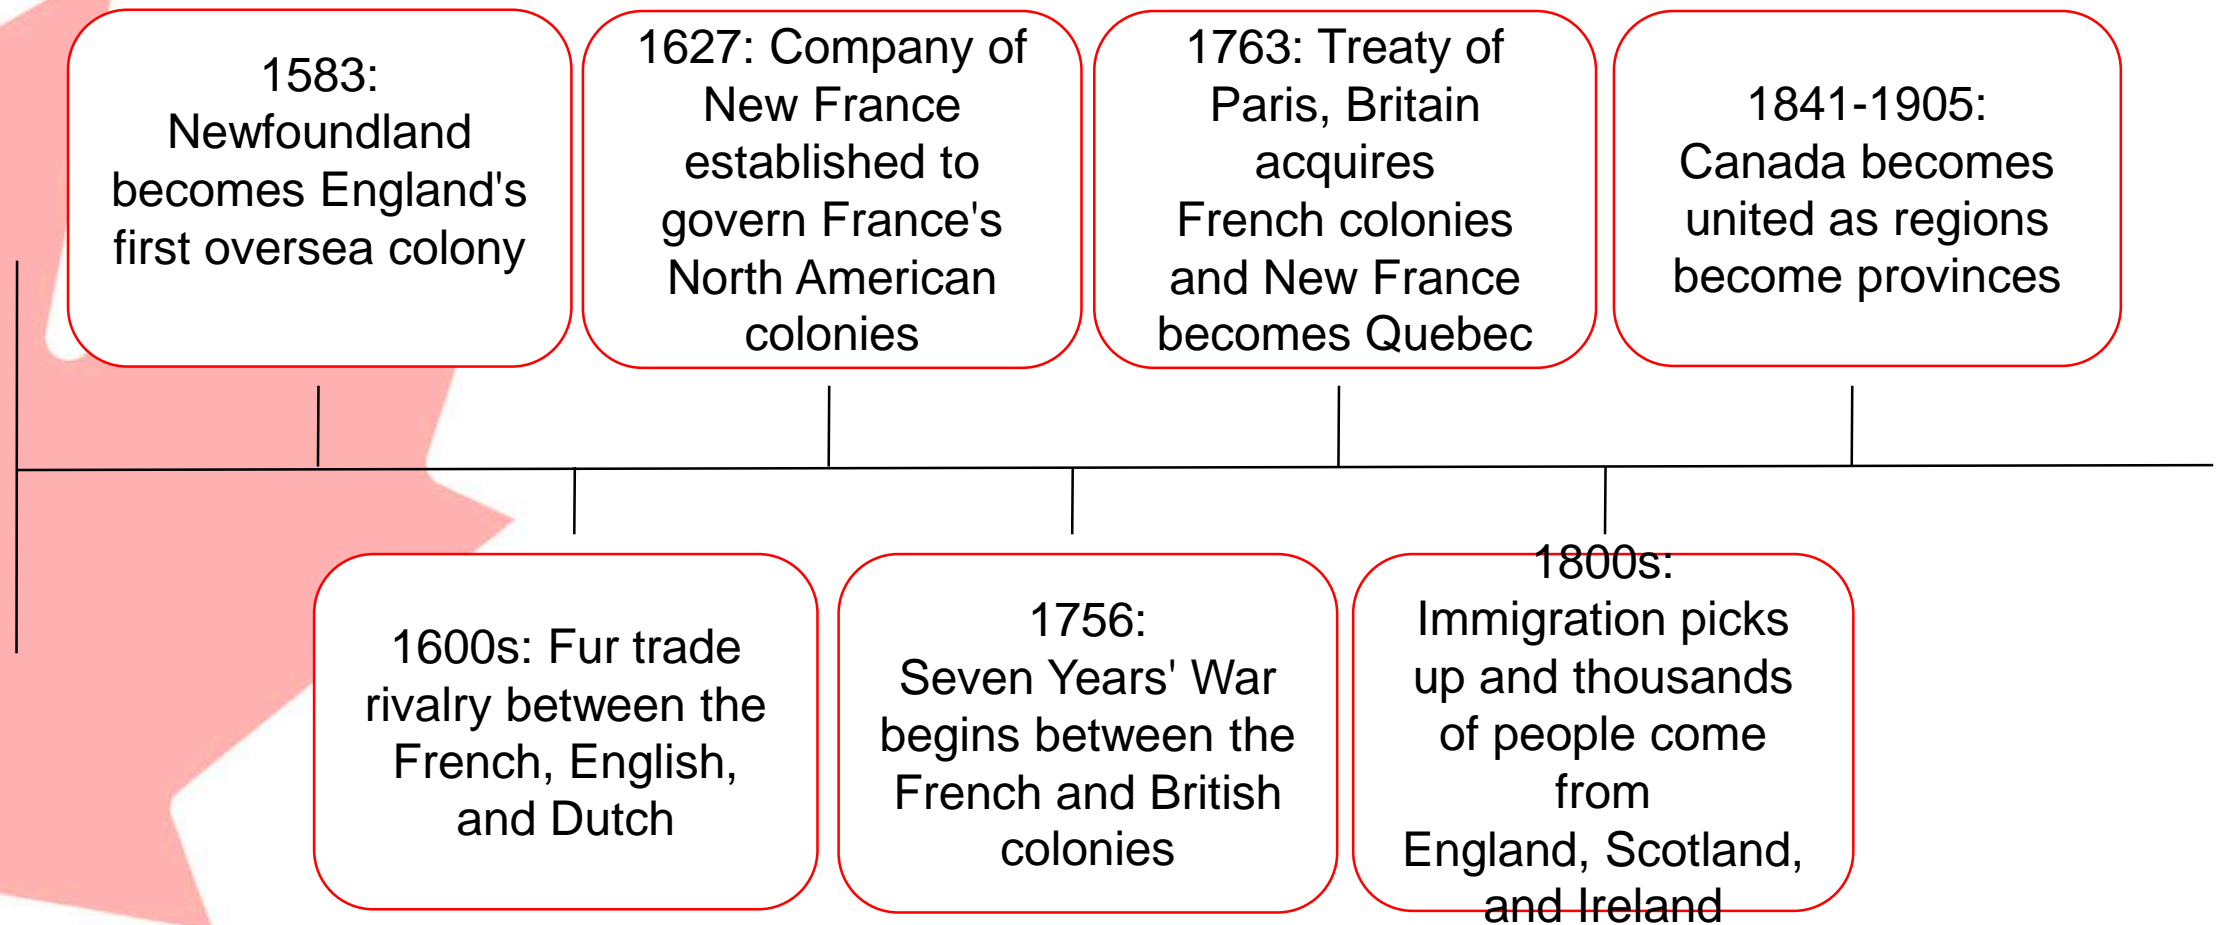 1583:
Newfoundland
becomes England's
first oversea colony
1627: Company of
New France
established to
govern France's
North American
colonies
1763: Treaty of
Paris, Britain
acquires
French colonies
and New France
becomes Quebec
1841-1905:
Canada becomes
united as regions
become provinces
1600s: Fur trade
rivalry between the
French, English,
and Dutch
1756:
Seven Years' War
begins between the
French and British
colonies
1800s:
Immigration picks
up and thousands
of people come
from
England, Scotland,
and Ireland